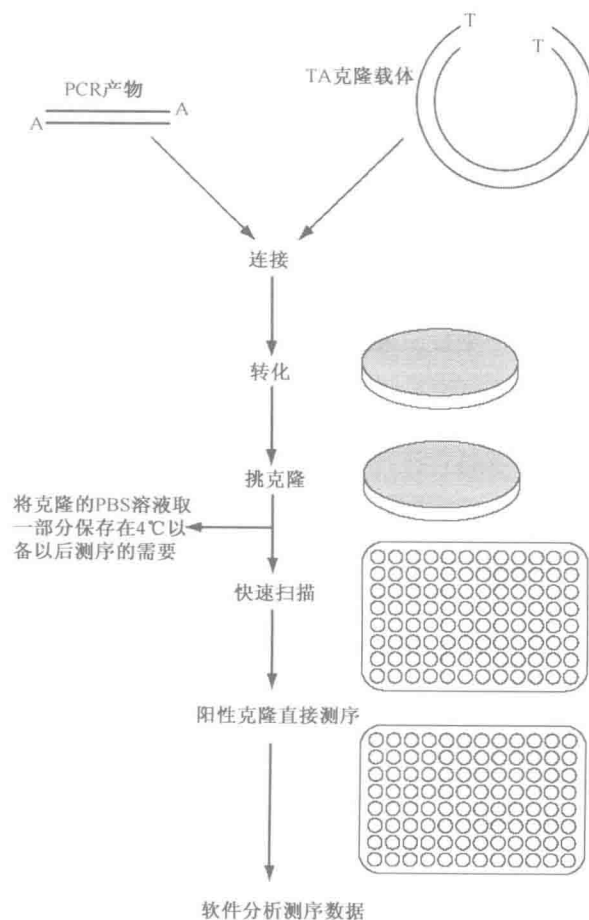 T
T
TA克隆载体
PCR产物
A
A
连接
转化
挑克隆
将克隆的PBS溶液取
一部分保存在4℃以
备以后测序的需要
快速扫描
阳性克隆直接测序
软件分析测序数据